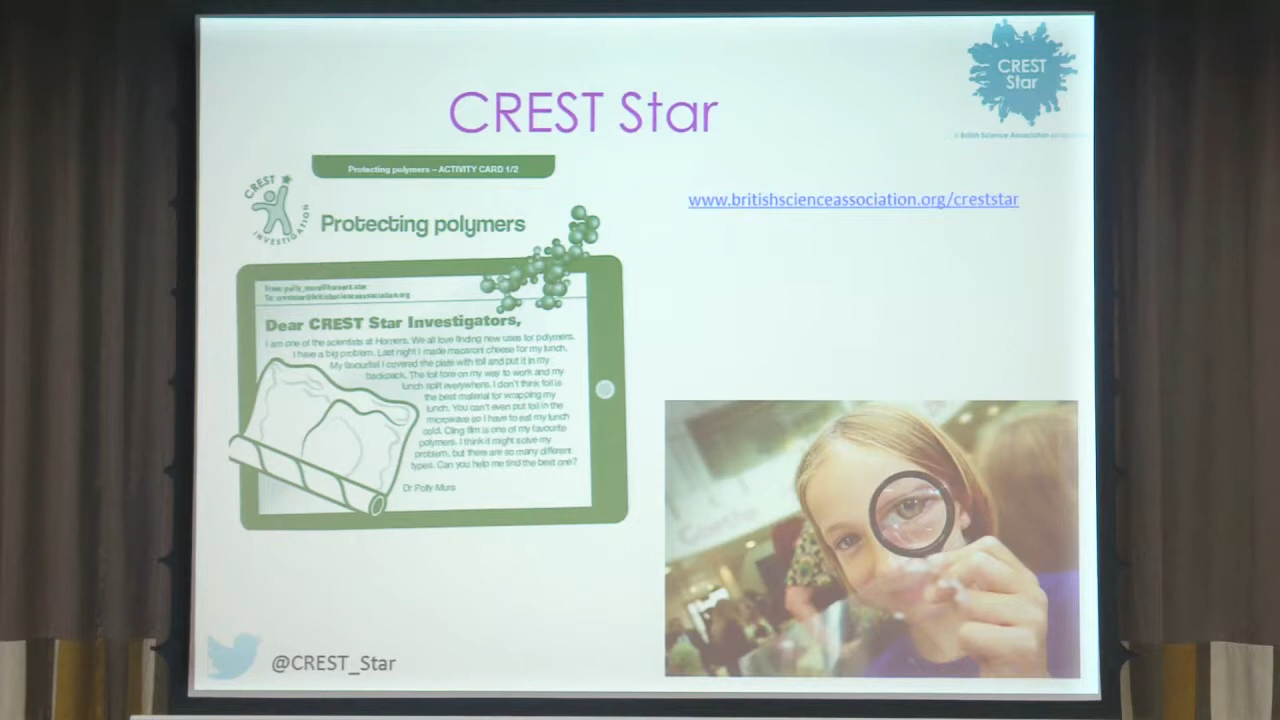 CREST
Star
A British Science Association
CREST Star
Protecting polymers – ACTIVITY CARD 1/2
CREST
INVESTIGATION
Protecting polymers
www.britishscienceassociation.org/creststar
To: creststar@britishscienceassociation.org
Dear CREST Star Investigators,
I am one of the scientists at Horners. We all love finding new uses for polymers.
I have a big problem. Last night I made macaroni cheese for my lunch.
My favourite! I covered the plate with foil and put it in my
backpack. The foil tore on my way to work and my
lunch spilt everywhere. I don't think foil is
the best material for wrapping my
lunch. You can't even put foil in the
microwave so I have to eat my lunch
cold. Cling film is one of my favourite
polymers. I think it might solve my
problem, but there are so many different
types. Can you help me find the best one?
Dr Polly Murs
@CREST_Star